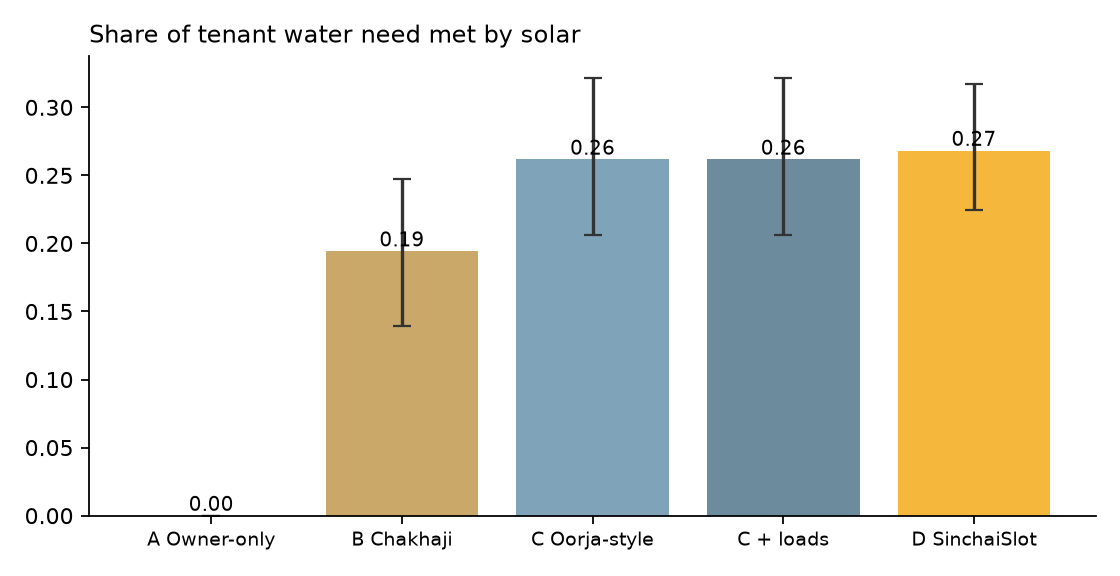 Share of tenant water need met by solar
0.30
0.25
0.20
0.15
0.10
0.05
0.00
0.00
0.19
0.26
0.26
0.27
A Owner-only
B Chakhaji
C Oorja-style
C + loads
D SinchaiSlot